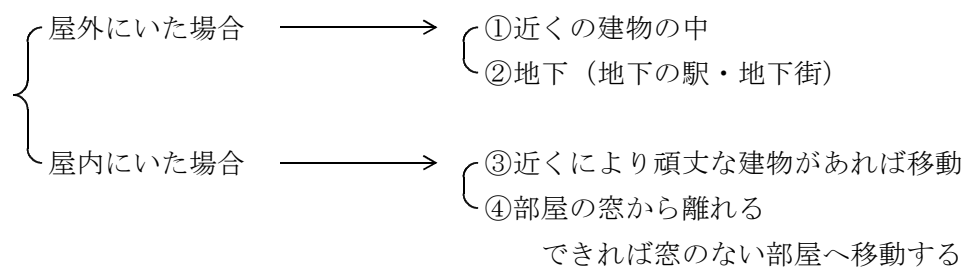 屋外にいた場合
①近くの建物の中
②地下（地下の駅・地下街）
屋内にいた場合
③近くにより頑丈な建物があれば移動
④部屋の窓から離れる
できれば窓のない部屋へ移動する